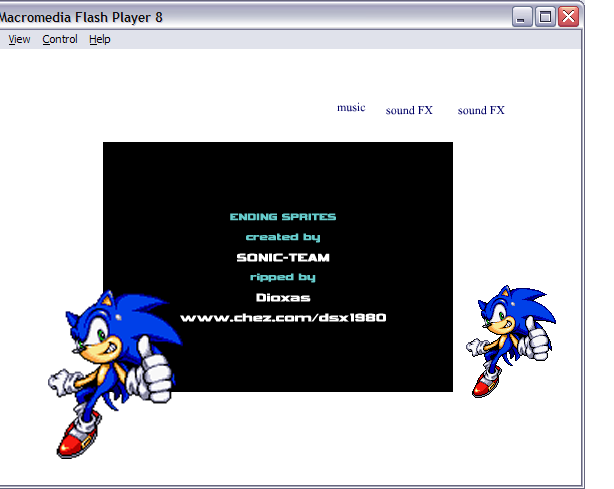 Macromedia Flash Player 8
View Control Help
music sound FX sound FX
ENDING SPRITES
created by
SONIC-TEAM
ripped by
Dioxas
www.chez.com/dsx1980